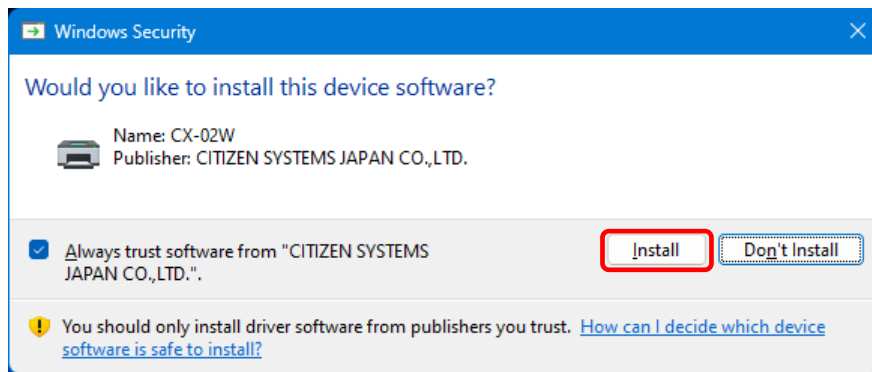 Windows Security
Would you like to install this device software?
Name: CX-02W
Publisher: CITIZEN SYSTEMS JAPAN CO.,LTD.
Always trust software from "CITIZEN SYSTEMS
JAPAN CO.,LTD.".
Install
Don't Install
You should only install driver software from publishers you trust. How can I decide which device
software is safe to install?